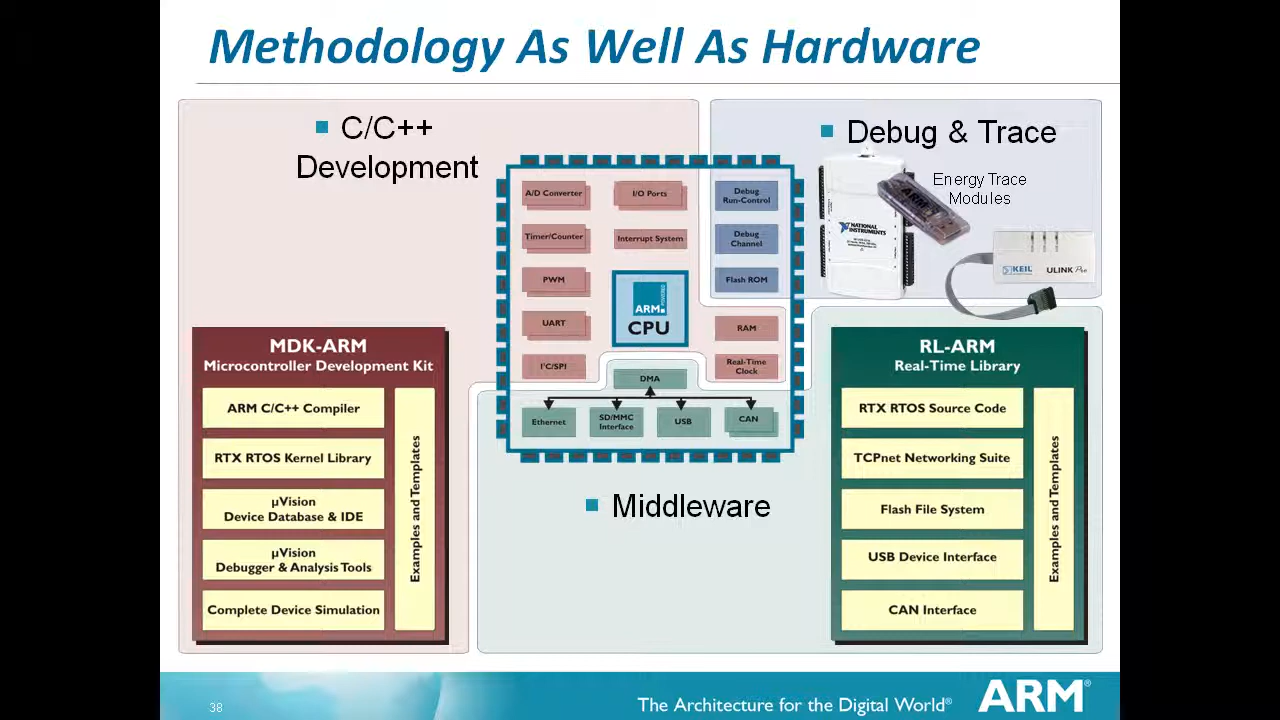 Methodology As Well As Hardware
C/C++
Development
Debug & Trace
Energy Trace
Modules
ARM
NATIONAL
INSTRUMENTS
KEIL
ULINK Pro
A/D Converter
I/O Ports
Debug
Run-Control
Timer/Counter
Interrupt System
Debug
Channel
PWM
Flash ROM
ARM
POWERED
CPU
UART
RAM
I²C/SPI
Real-Time
Clock
DMA
Ethernet
SD/MMC
Interface
USB
CAN
Middleware
MDK-ARM
Microcontroller Development Kit
ARM C/C++ Compiler
RTX RTOS Kernel Library
µVision
Device Database & IDE
µVision
Debugger & Analysis Tools
Complete Device Simulation
Examples and Templates
RL-ARM
Real-Time Library
RTX RTOS Source Code
TCPnet Networking Suite
Flash File System
USB Device Interface
CAN Interface
Examples and Templates
38
The Architecture for the Digital World®
ARM®